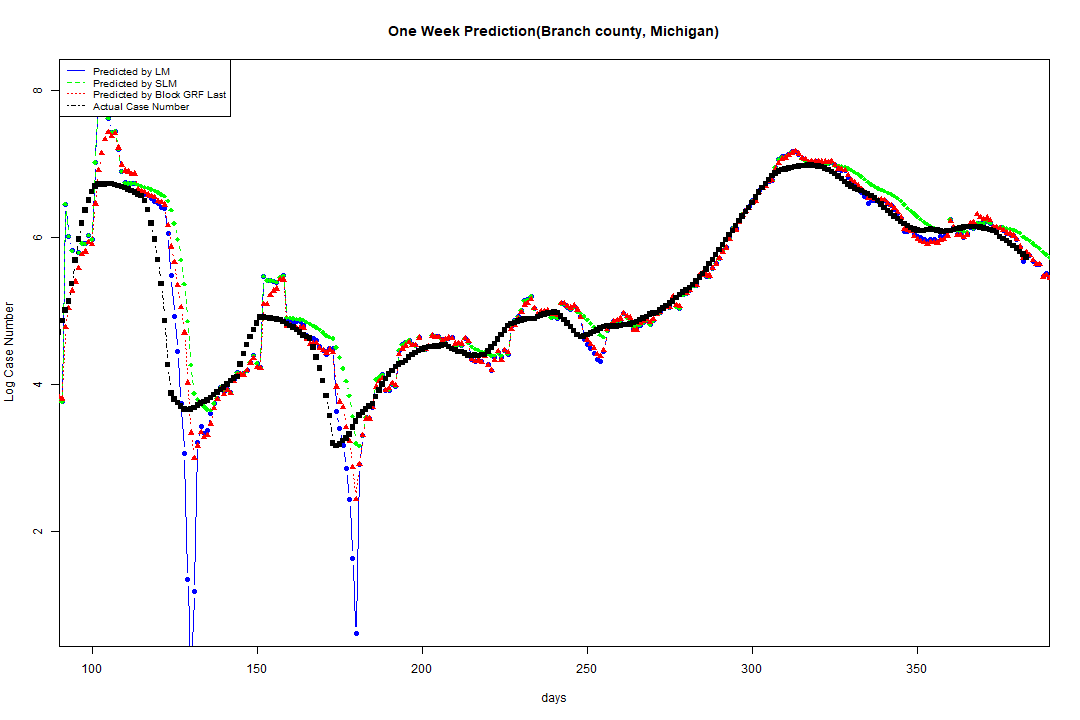 One Week Prediction(Branch county, Michigan)
Predicted by LM
Predicted by SLM
Predicted by Block GRF Last
Actual Case Number
Log Case Number
8
6
4
2
100 150 200 250 300 350
days